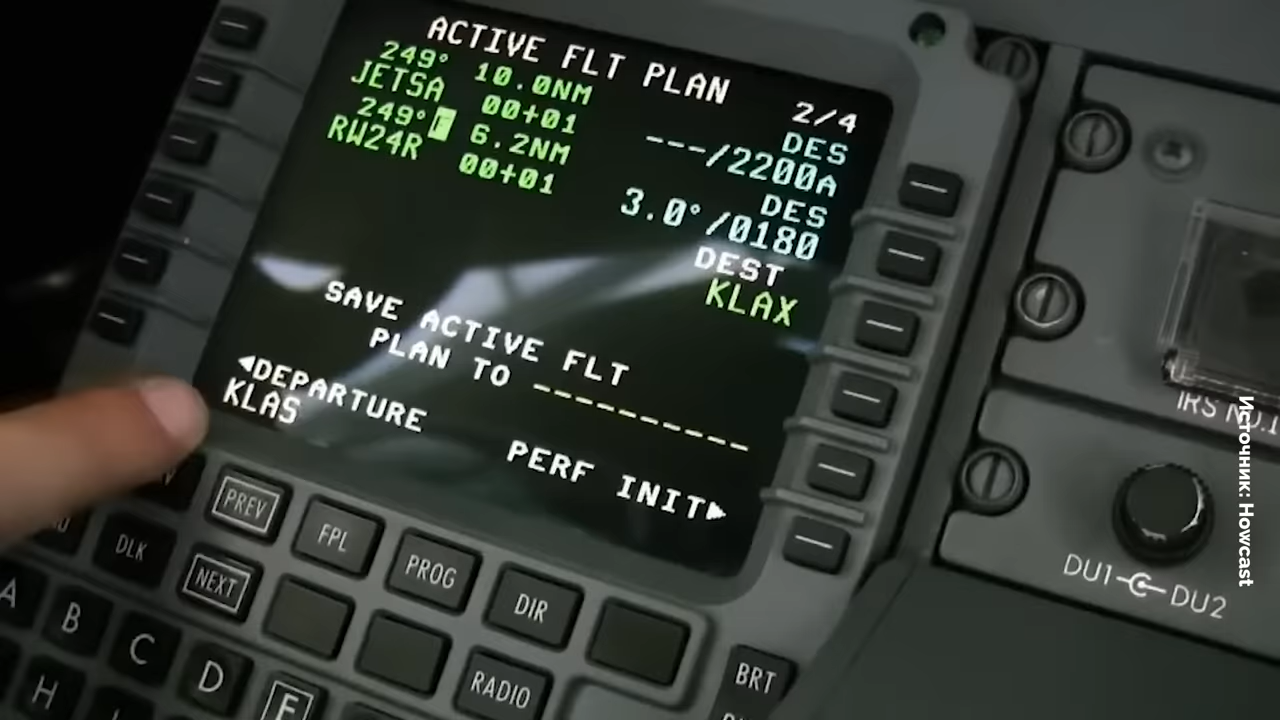 ACTIVE FLT PLAN
2/4
249° 10.0NM DES
JETSA 00+01 ---/2200A
249° F 6.2NM DES
RW24R 00+01 3.0°/0180
DEST
KLAX
SAVE ACTIVE FLT
PLAN TO ----------
◀DEPARTURE
KLAS
PERF INIT▶
PREV
FPL
PROG
DIR
DLK
NEXT
RADIO
BRT
A
B
C
D
E
H
IRS NO.1
DU1
DU2
Источник: Howcast